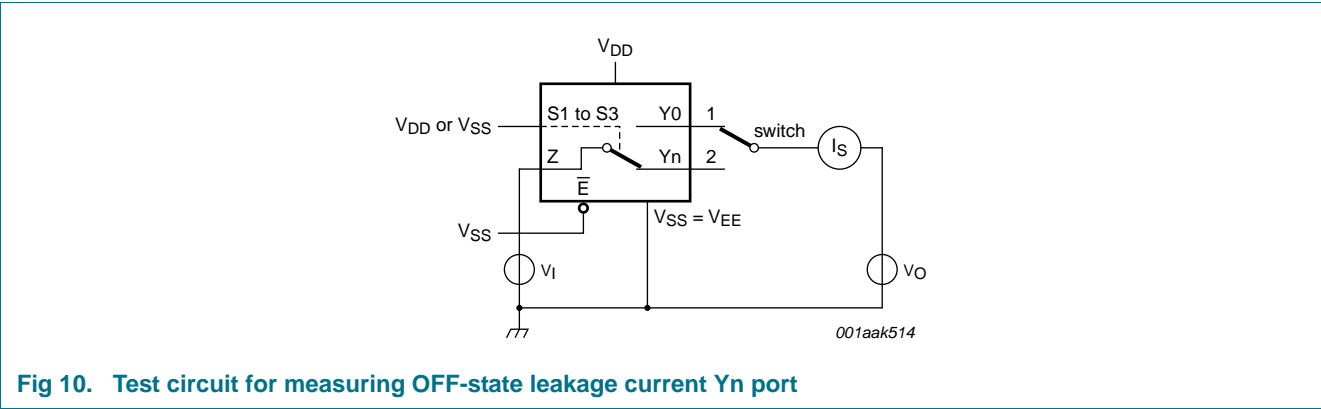 VDD
VDD or VSS
S1 to S3
Y0
1
switch
IS
Z
Yn
2
E
VSS = VEE
VSS
VI
VO
001aak514
Fig 10. Test circuit for measuring OFF-state leakage current Yn port